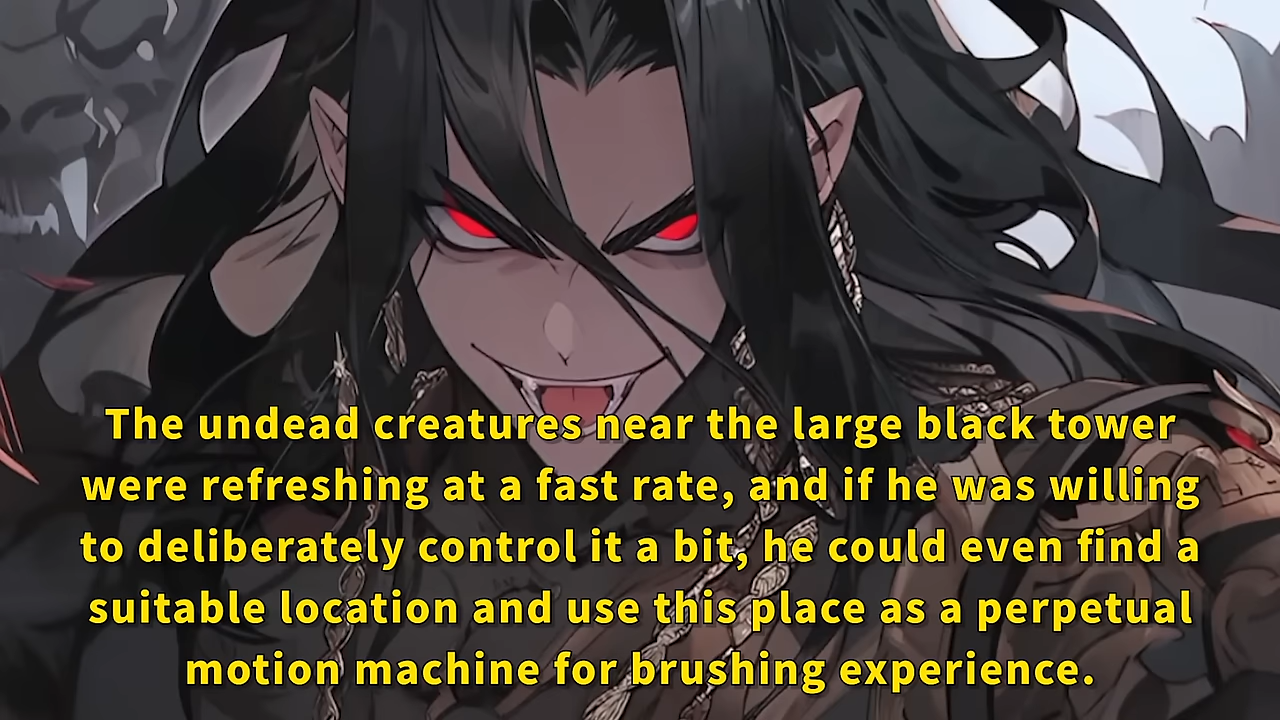 The undead creatures near the large black tower
were refreshing at a fast rate, and if he was willing
to deliberately control it a bit, he could even find a
suitable location and use this place as a perpetual
motion machine for brushing experience.